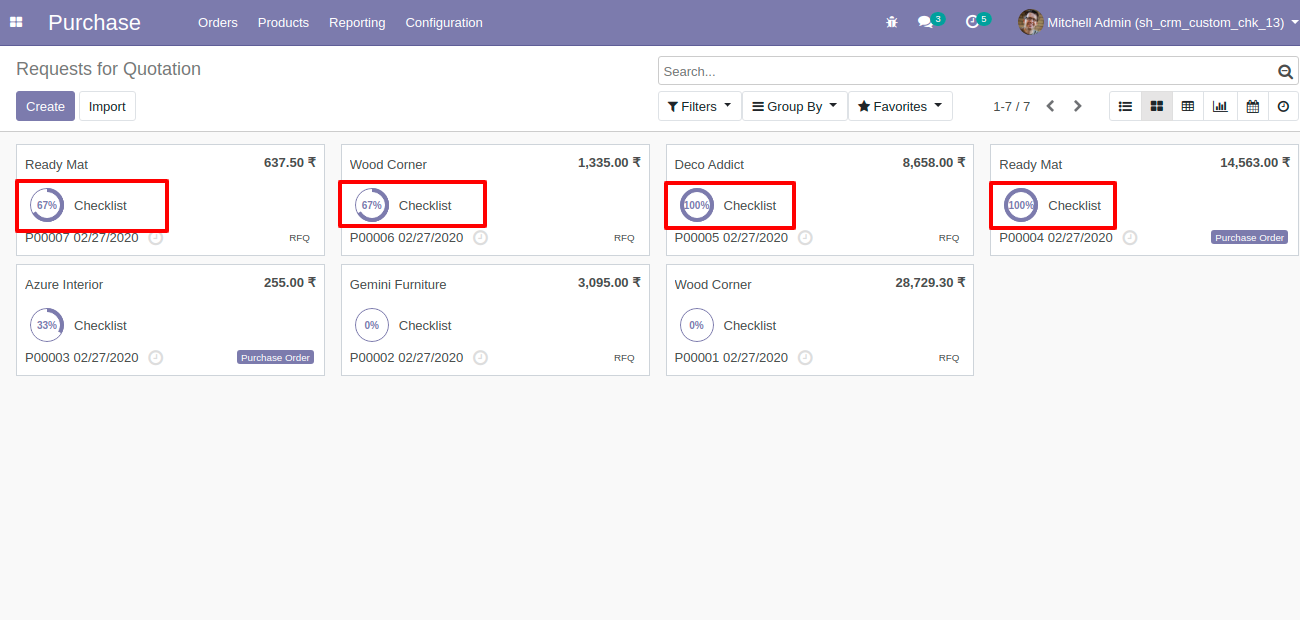 Purchase Orders Products Reporting Configuration 3 5 Mitchell Admin (sh_crm_custom_chk_13)
Requests for Quotation
Search...
Create Import
Filters Group By Favorites 1-7 / 7
Ready Mat 637.50 ₹
67% Checklist
P00007 02/27/2020 RFQ
Wood Corner 1,335.00 ₹
67% Checklist
P00006 02/27/2020 RFQ
Deco Addict 8,658.00 ₹
100% Checklist
P00005 02/27/2020 RFQ
Ready Mat 14,563.00 ₹
100% Checklist
P00004 02/27/2020 Purchase Order
Azure Interior 255.00 ₹
33% Checklist
P00003 02/27/2020 Purchase Order
Gemini Furniture 3,095.00 ₹
0% Checklist
P00002 02/27/2020 RFQ
Wood Corner 28,729.30 ₹
0% Checklist
P00001 02/27/2020 RFQ